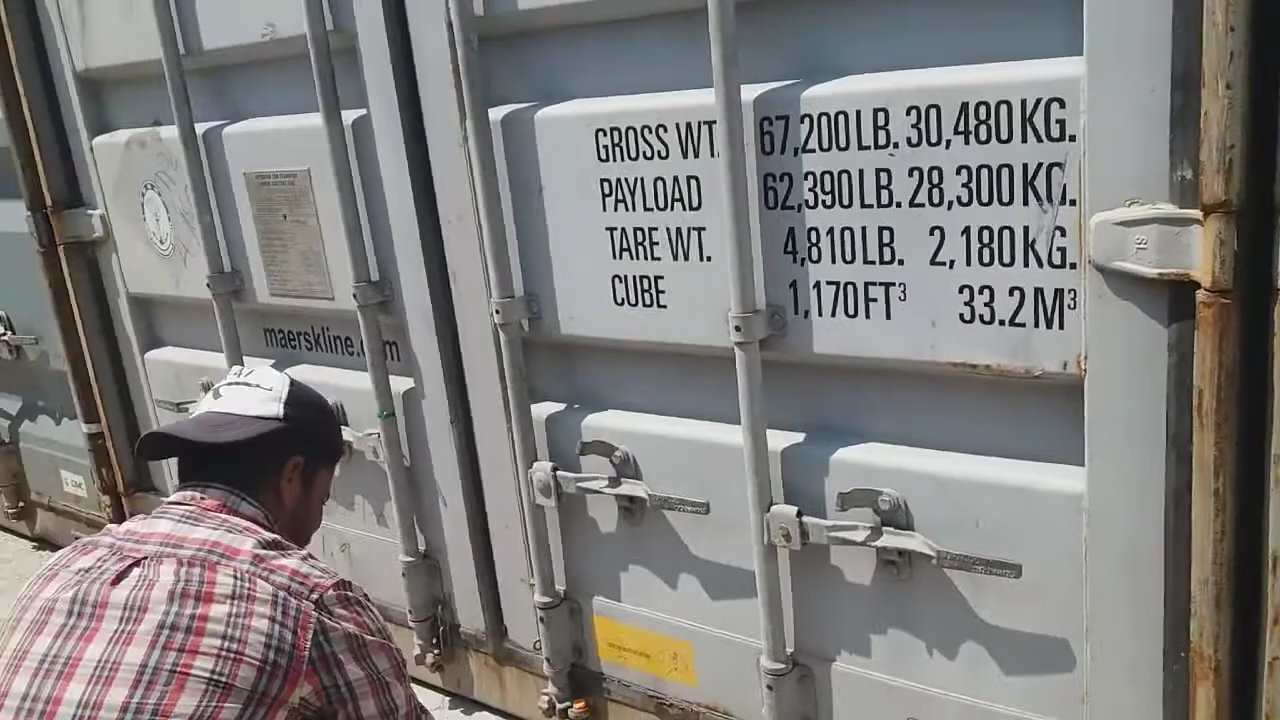 GROSS WT. 67,200 LB. 30,480 KG.
PAYLOAD 62,390 LB. 28,300 KG.
TARE WT. 4,810 LB. 2,180 KG.
CUBE 1,170 FT³ 33.2 M³
maerskline.com